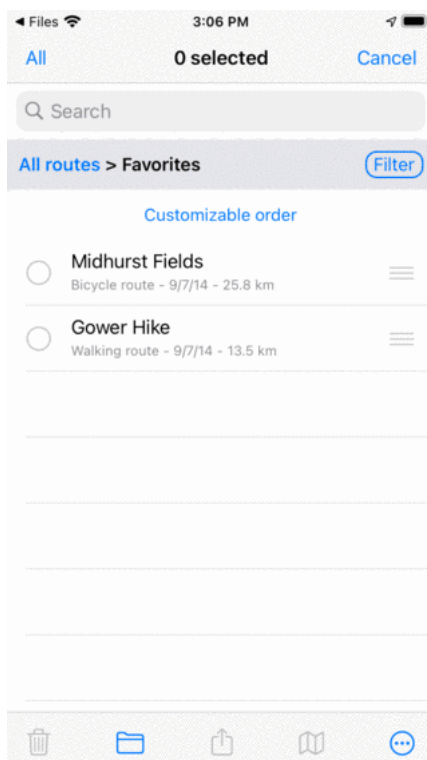 ◀ Files 3:06 PM
All 0 selected Cancel
Search
All routes > Favorites Filter
Customizable order
Midhurst Fields
Bicycle route - 9/7/14 - 25.8 km
Gower Hike
Walking route - 9/7/14 - 13.5 km